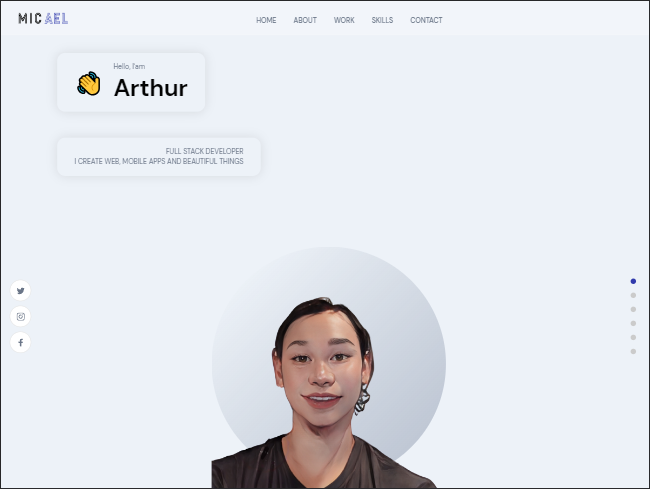 MICAEL
HOME ABOUT WORK SKILLS CONTACT
Hello, I'am
Arthur
FULL STACK DEVELOPER
I CREATE WEB, MOBILE APPS AND BEAUTIFUL THINGS